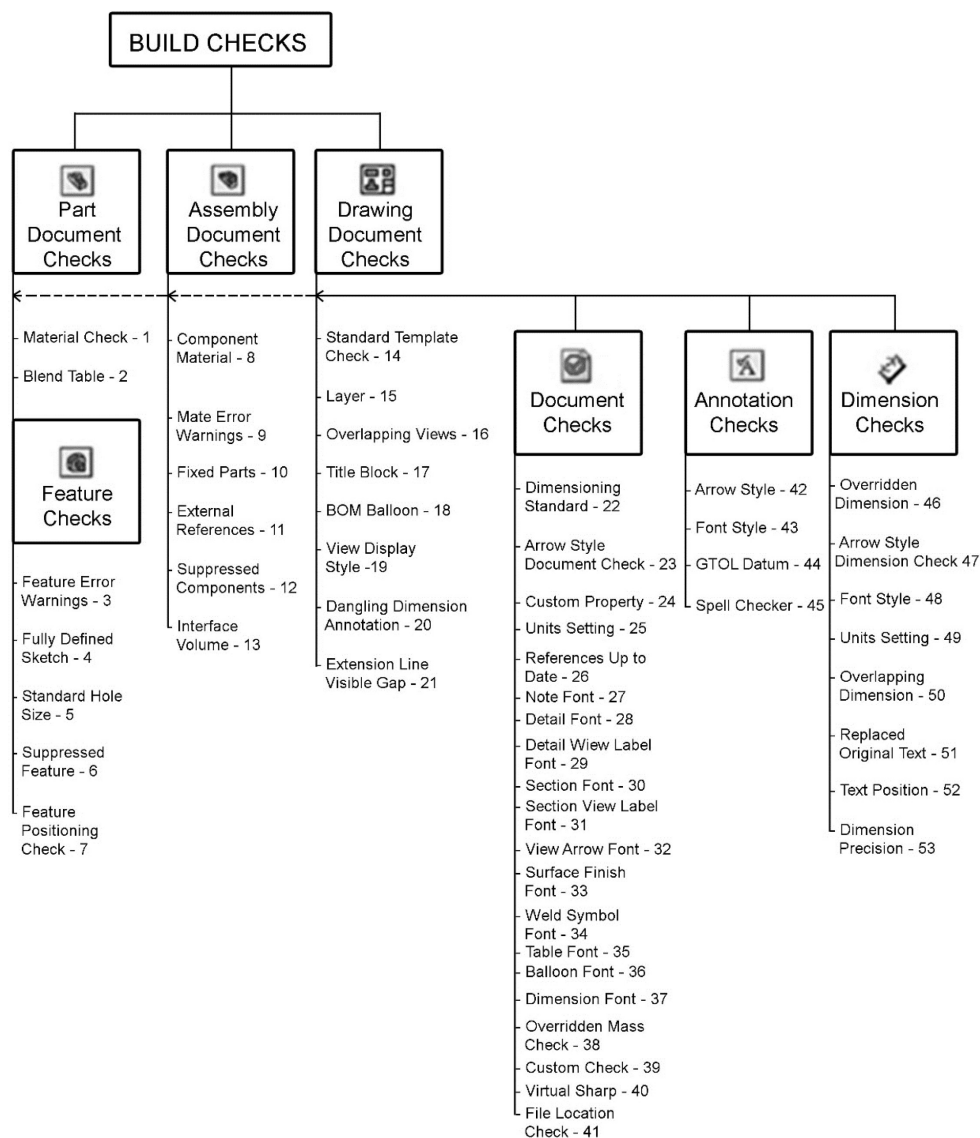 BUILD CHECKS
Part
Document
Checks
Assembly
Document
Checks
Drawing
Document
Checks
Material Check - 1
Blend Table - 2
Feature
Checks
Feature Error
Warnings - 3
Fully Defined
Sketch - 4
Standard Hole
Size - 5
Suppressed
Feature - 6
Feature
Positioning
Check - 7
Component
Material - 8
Mate Error
Warnings - 9
Fixed Parts - 10
External
References - 11
Suppressed
Components - 12
Interface
Volume - 13
Standard Template
Check - 14
Layer - 15
Overlapping Views - 16
Title Block - 17
BOM Balloon - 18
View Display
Style -19
Dangling Dimension
Annotation - 20
Extension Line
Visible Gap - 21
Document
Checks
Dimensioning
Standard - 22
Arrow Style
Document Check - 23
Custom Property - 24
Units Setting - 25
References Up to
Date - 26
Note Font - 27
Detail Font - 28
Detail Wiew Label
Font - 29
Section Font - 30
Section View Label
Font - 31
View Arrow Font - 32
Surface Finish
Font - 33
Weld Symbol
Font - 34
Table Font - 35
Balloon Font - 36
Dimension Font - 37
Overridden Mass
Check - 38
Custom Check - 39
Virtual Sharp - 40
File Location
Check - 41
Annotation
Checks
Arrow Style - 42
Font Style - 43
GTOL Datum - 44
Spell Checker - 45
Dimension
Checks
Overridden
Dimension - 46
Arrow Style
Dimension Check 47
Font Style - 48
Units Setting - 49
Overlapping
Dimension - 50
Replaced
Original Text - 51
Text Position - 52
Dimension
Precision - 53